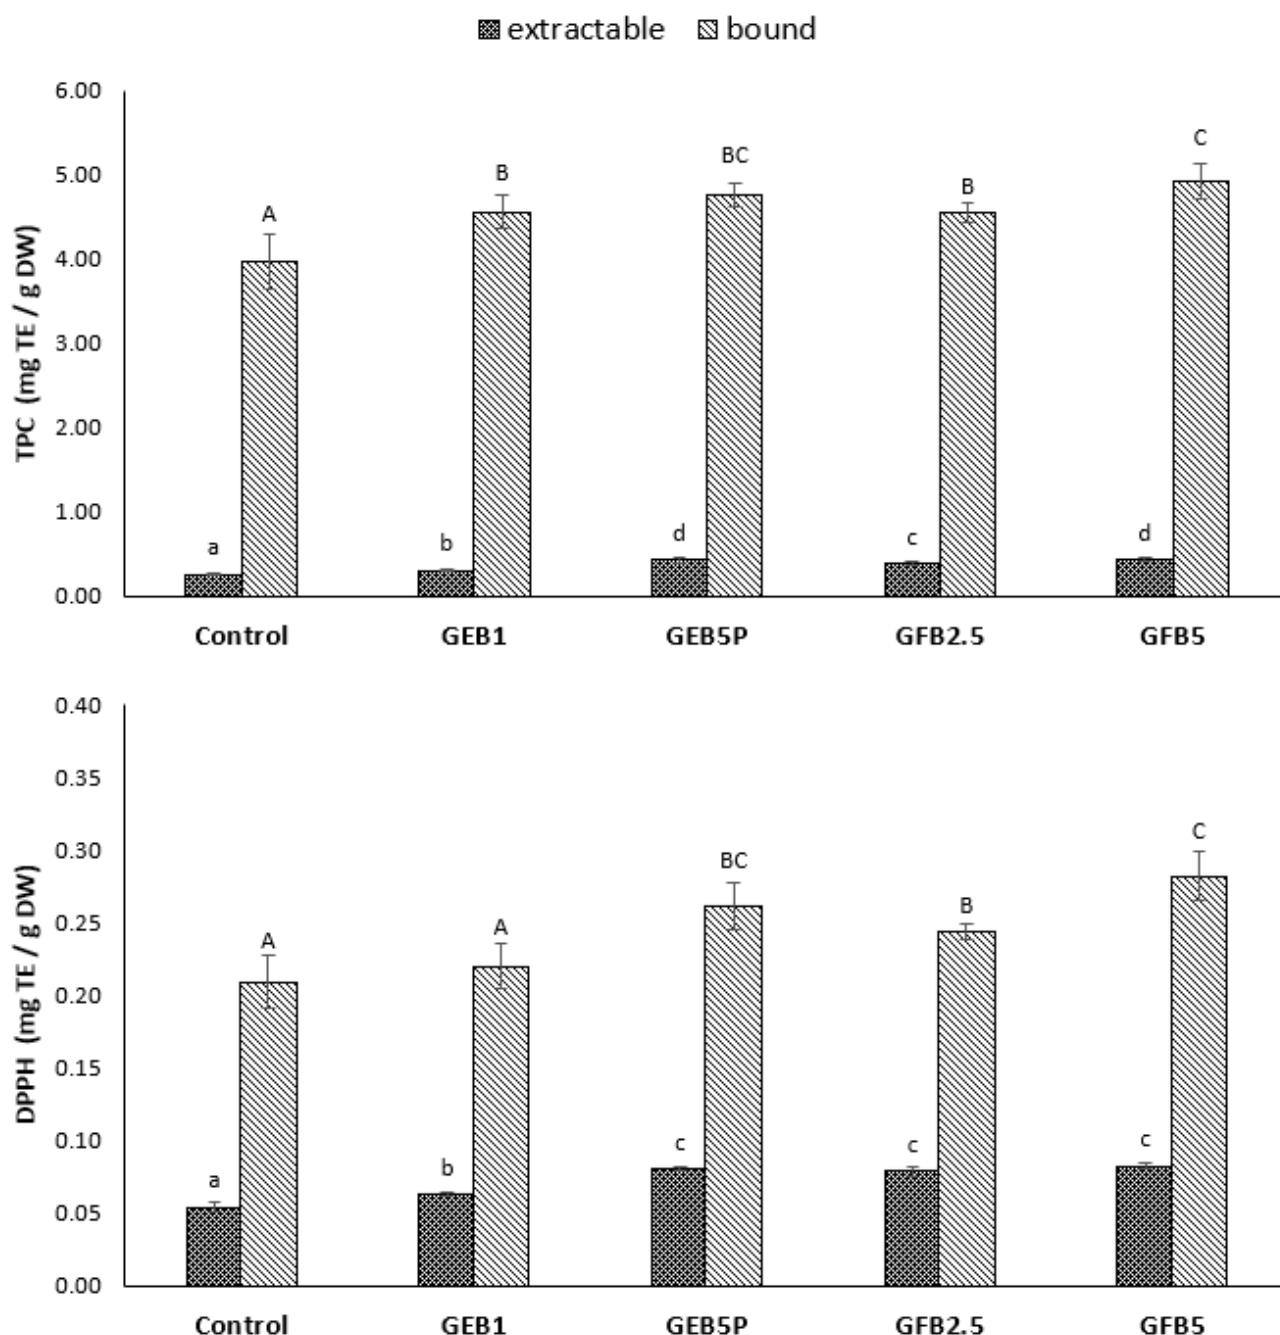 extractable bound
6.00
5.00
4.00
3.00
2.00
1.00
0.00
TPC (mg TE / g DW)
a A b B d BC c B d C
Control GEB1 GEB5P GFB2.5 GFB5
0.40
0.35
0.30
0.25
0.20
0.15
0.10
0.05
0.00
DPPH (mg TE / g DW)
a A b A c BC c B c C
Control GEB1 GEB5P GFB2.5 GFB5